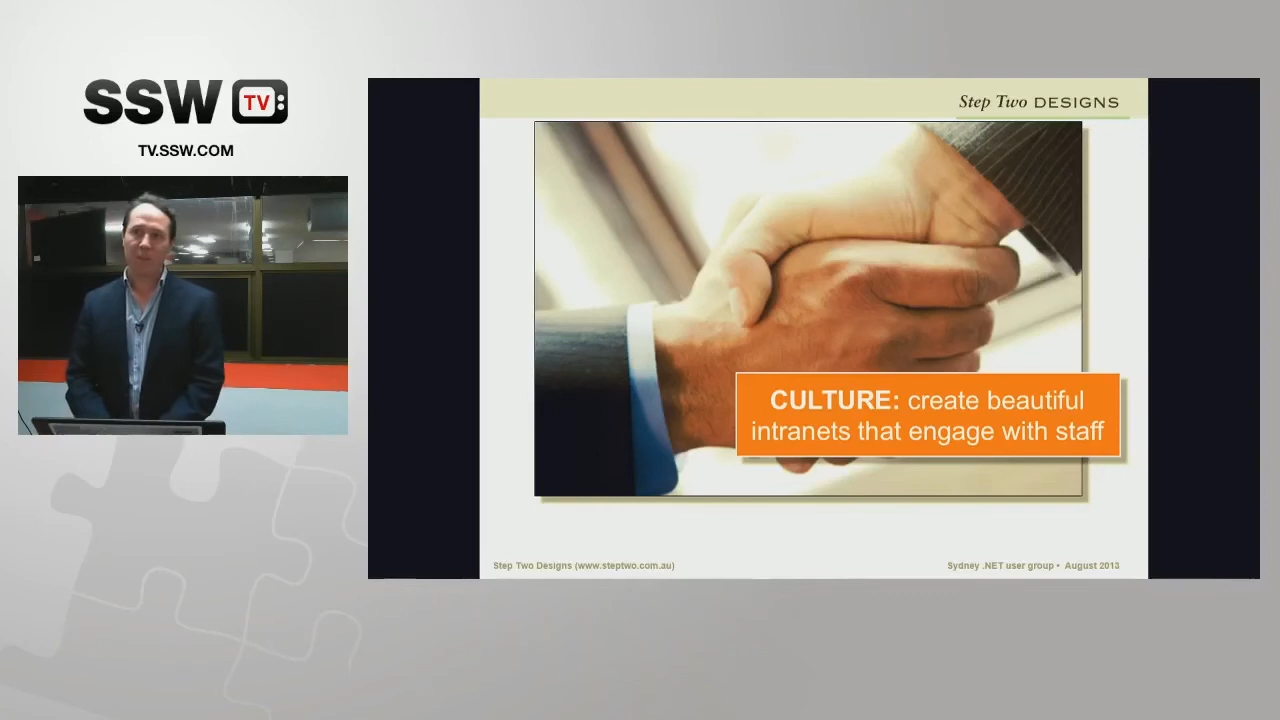 SSW TV
TV.SSW.COM
Step Two DESIGNS
CULTURE: create beautiful
intranets that engage with staff
Step Two Designs (www.steptwo.com.au)
Sydney .NET user group • August 2013